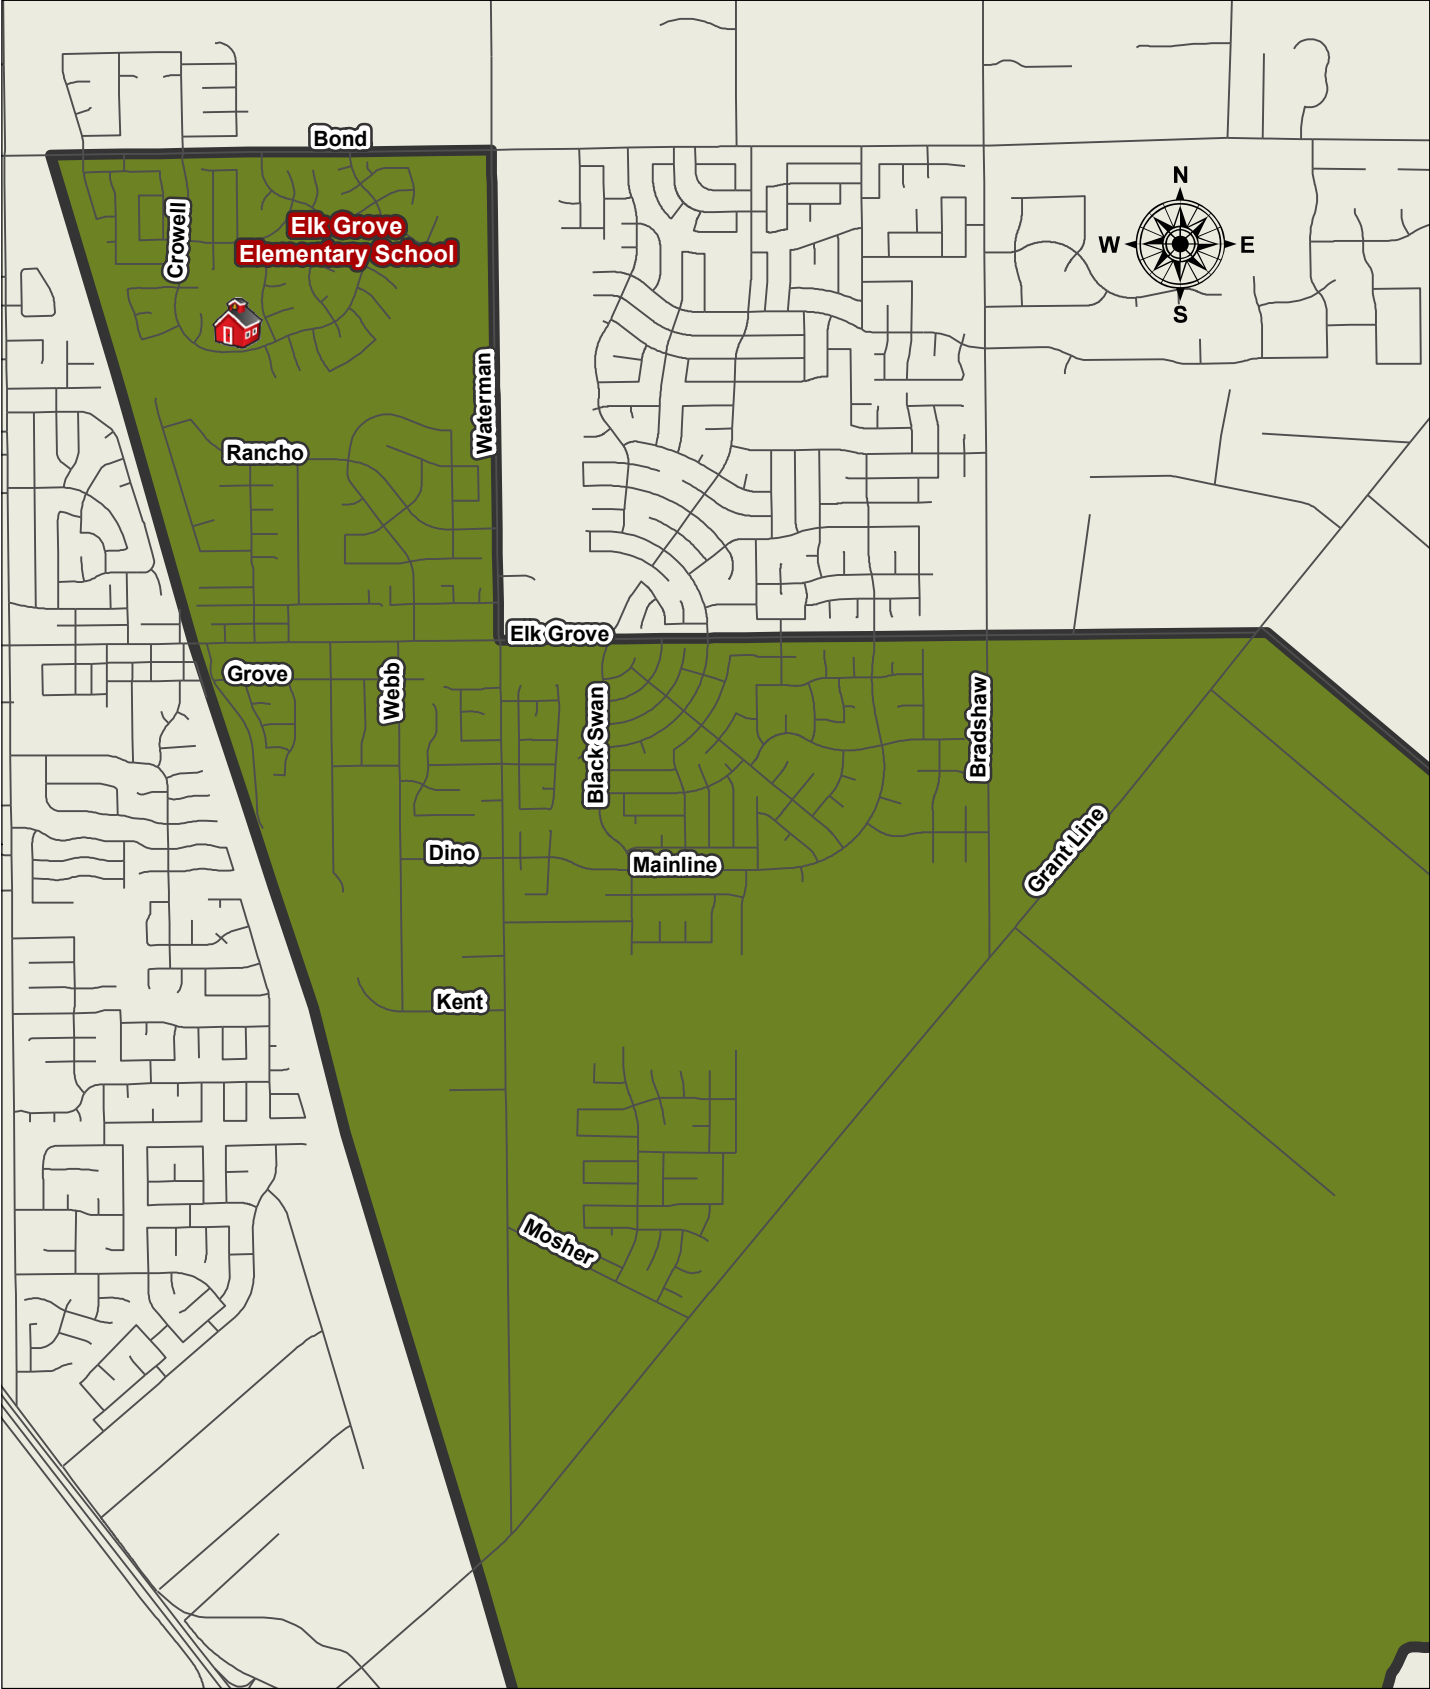 Bond
N
Crowell
Elk Grove
Elementary School
W
E
S
Waterman
Rancho
Elk Grove
Grove
Webb
Black Swan
Bradshaw
Grant Line
Dino
Mainline
Kent
Mosher